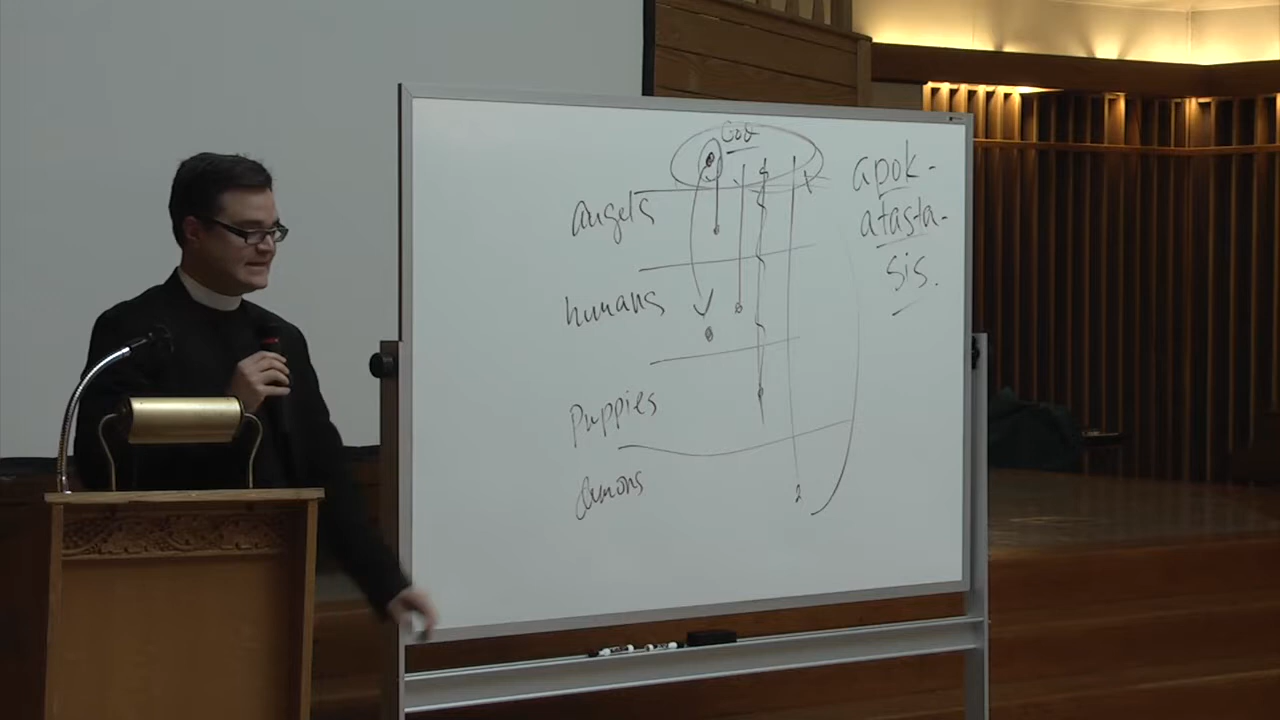 God
angels
humans
Puppies
demons
apok-
atasta-
sis.